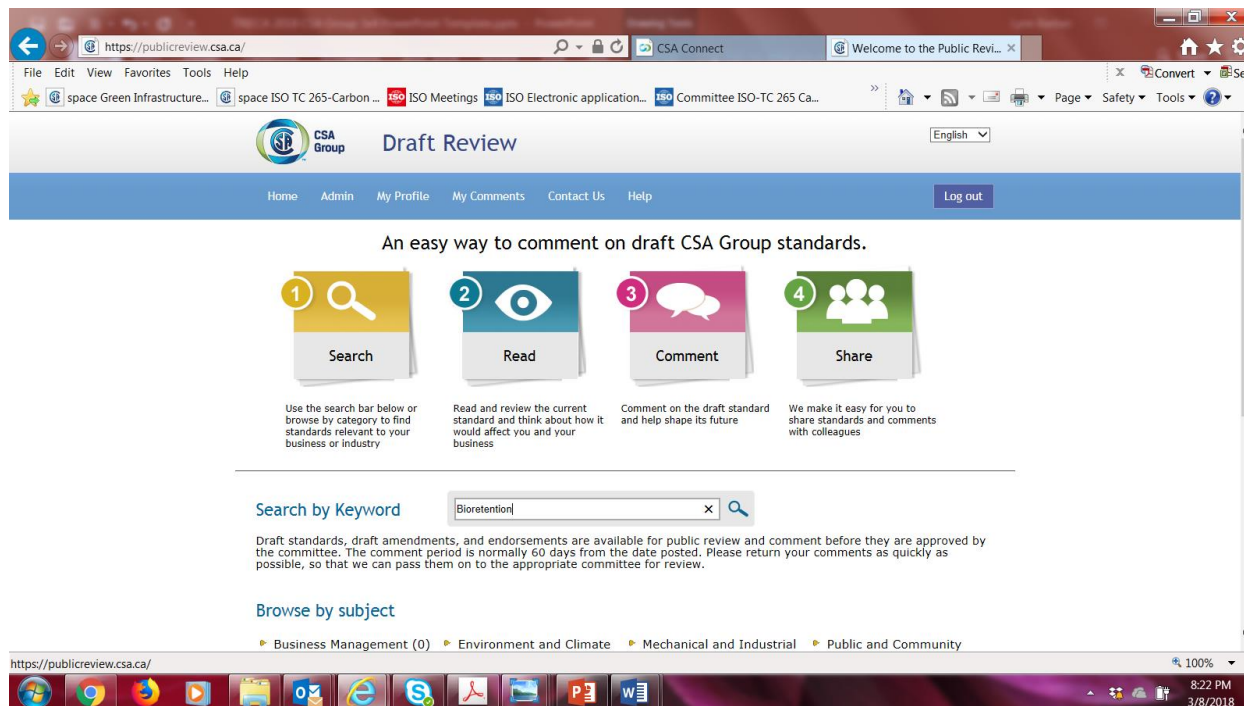 https://publicreview.csa.ca/
CSA Connect
Welcome to the Public Revi...
File Edit View Favorites Tools Help
x Convert Se
space Green Infrastructure... space ISO TC 265-Carbon ... ISO ISO Meetings ISO ISO Electronic application... ISO Committee ISO-TC 265 Ca... » Page Safety Tools
CSA
Group
Draft Review
English
Home Admin My Profile My Comments Contact Us Help Log out
An easy way to comment on draft CSA Group standards.
1 2 3 4
Search Read Comment Share
Use the search bar below or
browse by category to find
standards relevant to your
business or industry
Read and review the current
standard and think about how it
would affect you and your
business
Comment on the draft standard
and help shape its future
We make it easy for you to
share standards and comments
with colleagues
Search by Keyword Bioretention
Draft standards, draft amendments, and endorsements are available for public review and comment before they are approved by
the committee. The comment period is normally 60 days from the date posted. Please return your comments as quickly as
possible, so that we can pass them on to the appropriate committee for review.
Browse by subject
Business Management (0) Environment and Climate Mechanical and Industrial Public and Community
https://publicreview.csa.ca/ 100%
8:22 PM
3/8/2018